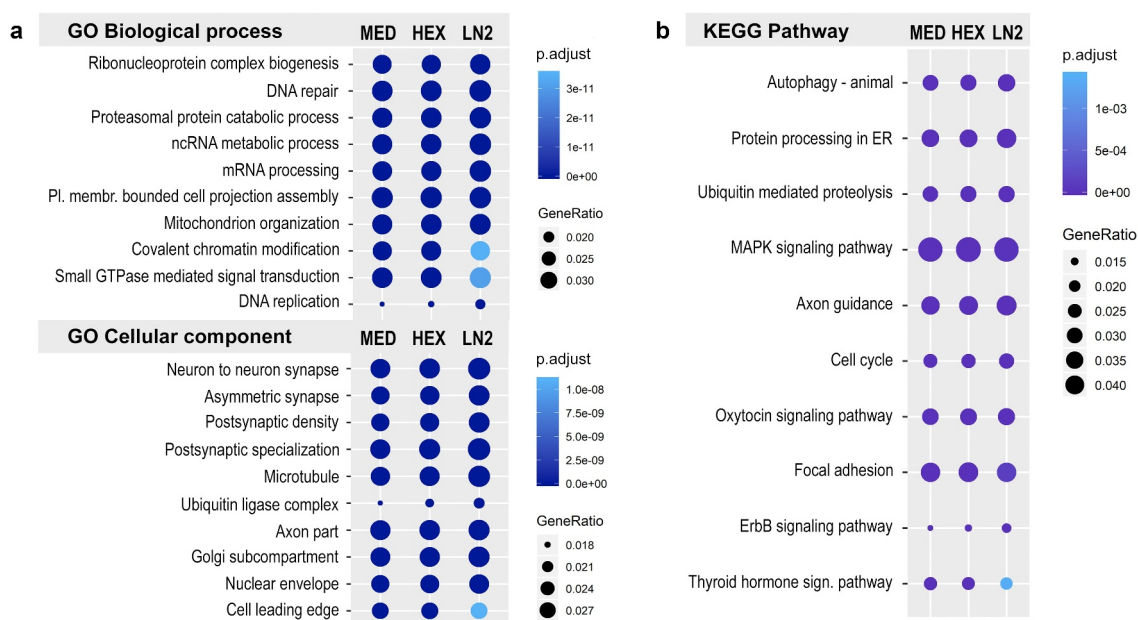 a
GO Biological process MED HEX LN2
Ribonucleoprotein complex biogenesis
DNA repair
Proteasomal protein catabolic process
ncRNA metabolic process
mRNA processing
Pl. membr. bounded cell projection assembly
Mitochondrion organization
Covalent chromatin modification
Small GTPase mediated signal transduction
DNA replication
p.adjust
3e-11
2e-11
1e-11
0e+00
GeneRatio
0.020
0.025
0.030
GO Cellular component MED HEX LN2
Neuron to neuron synapse
Asymmetric synapse
Postsynaptic density
Postsynaptic specialization
Microtubule
Ubiquitin ligase complex
Axon part
Golgi subcompartment
Nuclear envelope
Cell leading edge
p.adjust
1.0e-08
7.5e-09
5.0e-09
2.5e-09
0.0e+00
GeneRatio
0.018
0.021
0.024
0.027
b
KEGG Pathway MED HEX LN2
Autophagy - animal
Protein processing in ER
Ubiquitin mediated proteolysis
MAPK signaling pathway
Axon guidance
Cell cycle
Oxytocin signaling pathway
Focal adhesion
ErbB signaling pathway
Thyroid hormone sign. pathway
p.adjust
1e-03
5e-04
0e+00
GeneRatio
0.015
0.020
0.025
0.030
0.035
0.040